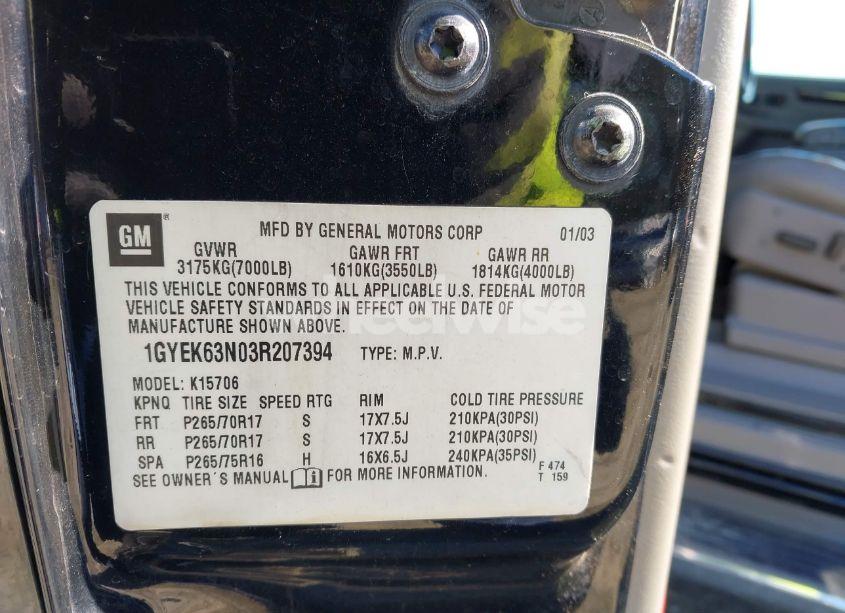 GM ®
MFD BY GENERAL MOTORS CORP 01/03
GVWR GAWR FRT GAWR RR
3175KG(7000LB) 1610KG(3550LB) 1814KG(4000LB)
THIS VEHICLE CONFORMS TO ALL APPLICABLE U.S. FEDERAL MOTOR
VEHICLE SAFETY STANDARDS IN EFFECT ON THE DATE OF
MANUFACTURE SHOWN ABOVE.
1GYEK63N03R207394 TYPE: M.P.V.
MODEL: K15706
KPNQ TIRE SIZE SPEED RTG RIM COLD TIRE PRESSURE
FRT P265/70R17 S 17X7.5J 210KPA(30PSI)
RR P265/70R17 S 17X7.5J 210KPA(30PSI)
SPA P265/75R16 H 16X6.5J 240KPA(35PSI)
SEE OWNER'S MANUAL FOR MORE INFORMATION.
F 474
T 159